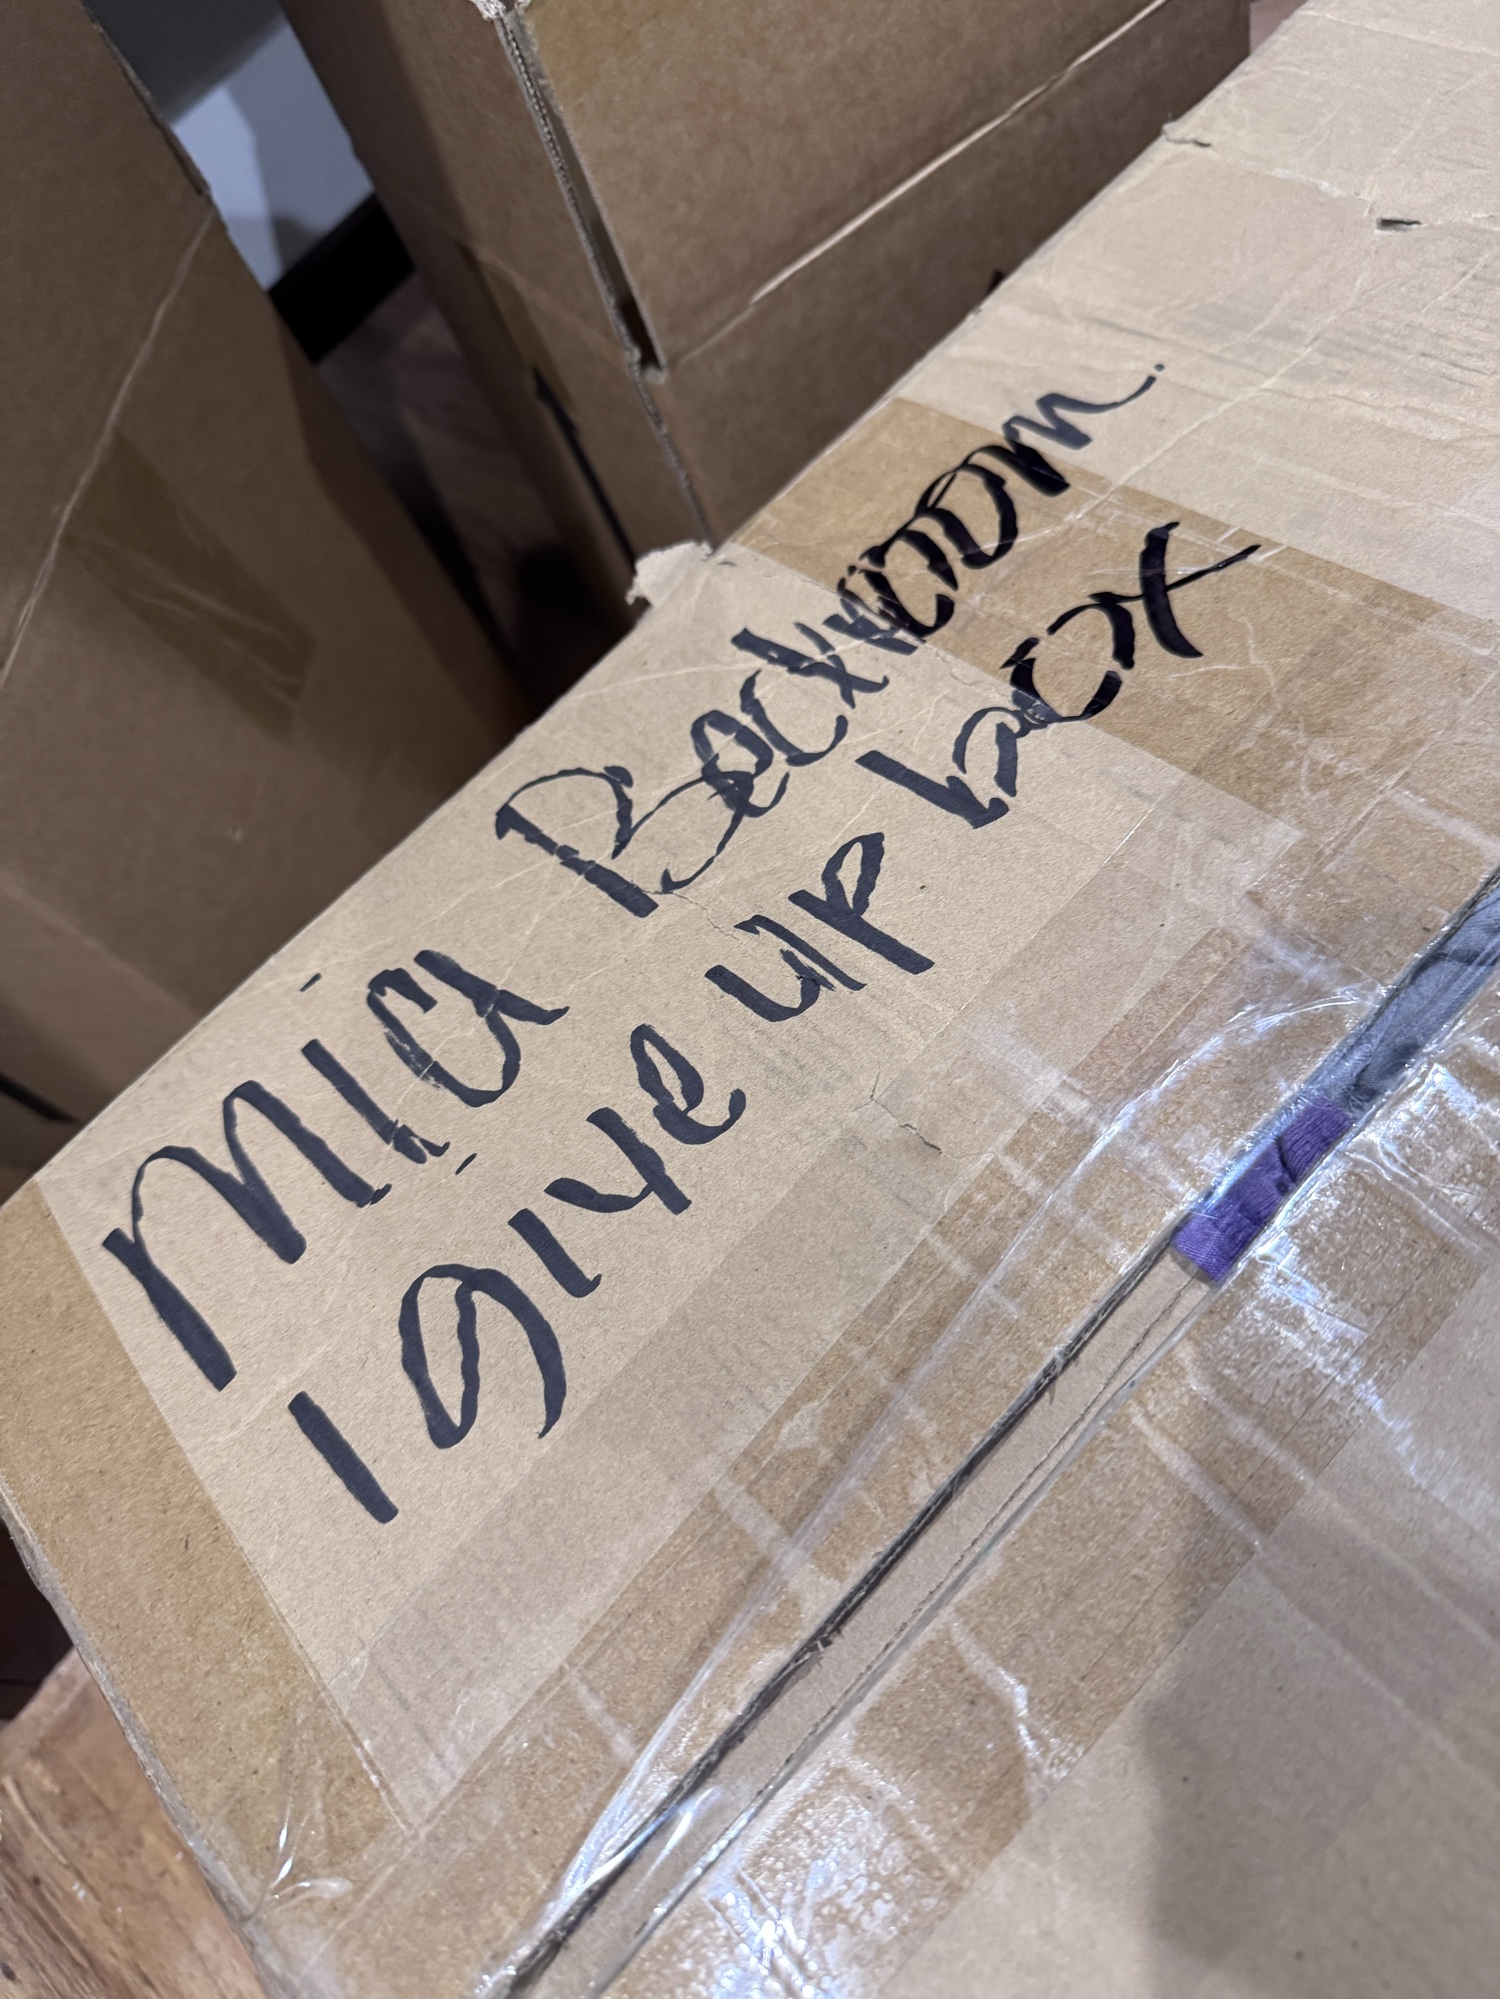 Mia Bedroom.
I give up box